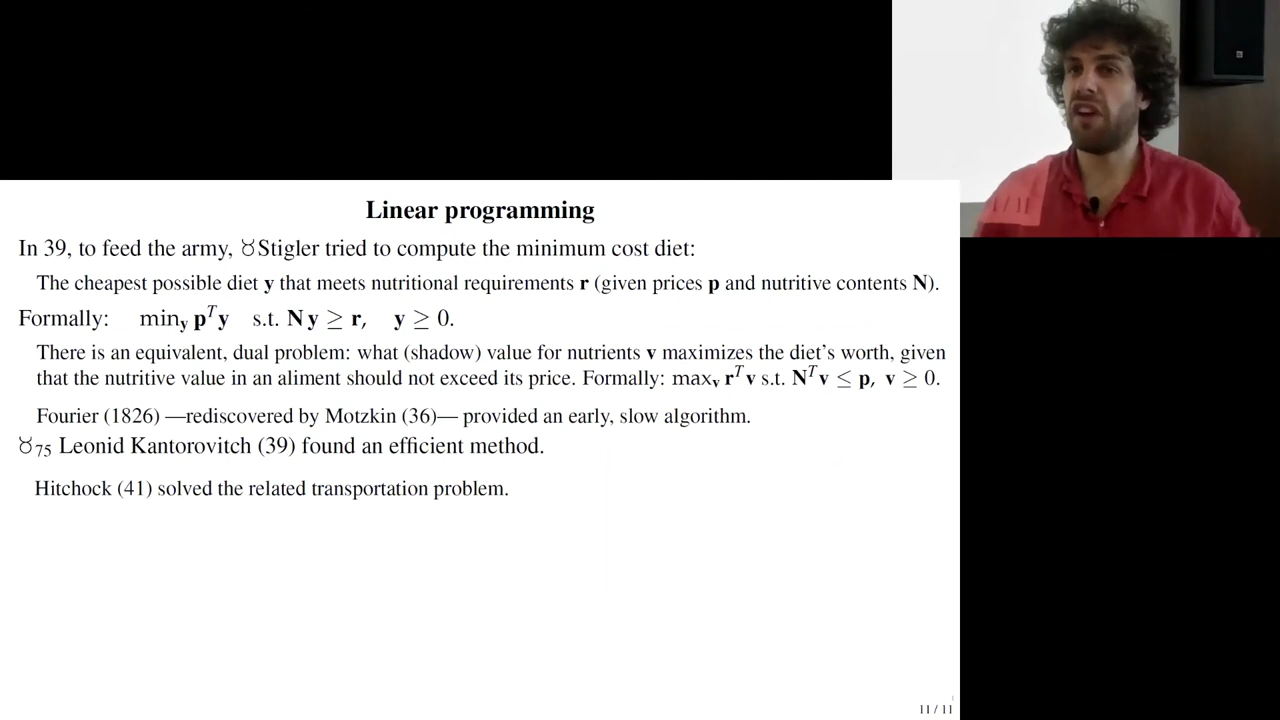 Linear programming
In 39, to feed the army, ♉Stigler tried to compute the minimum cost diet:
The cheapest possible diet y that meets nutritional requirements r (given prices p and nutritive contents N).
Formally: min_y p^T y s.t. N y ≥ r, y ≥ 0.
There is an equivalent, dual problem: what (shadow) value for nutrients v maximizes the diet's worth, given
that the nutritive value in an aliment should not exceed its price. Formally: max_v r^T v s.t. N^T v ≤ p, v ≥ 0.
Fourier (1826) —rediscovered by Motzkin (36)— provided an early, slow algorithm.
♉75 Leonid Kantorovitch (39) found an efficient method.
Hitchock (41) solved the related transportation problem.
11 / 11